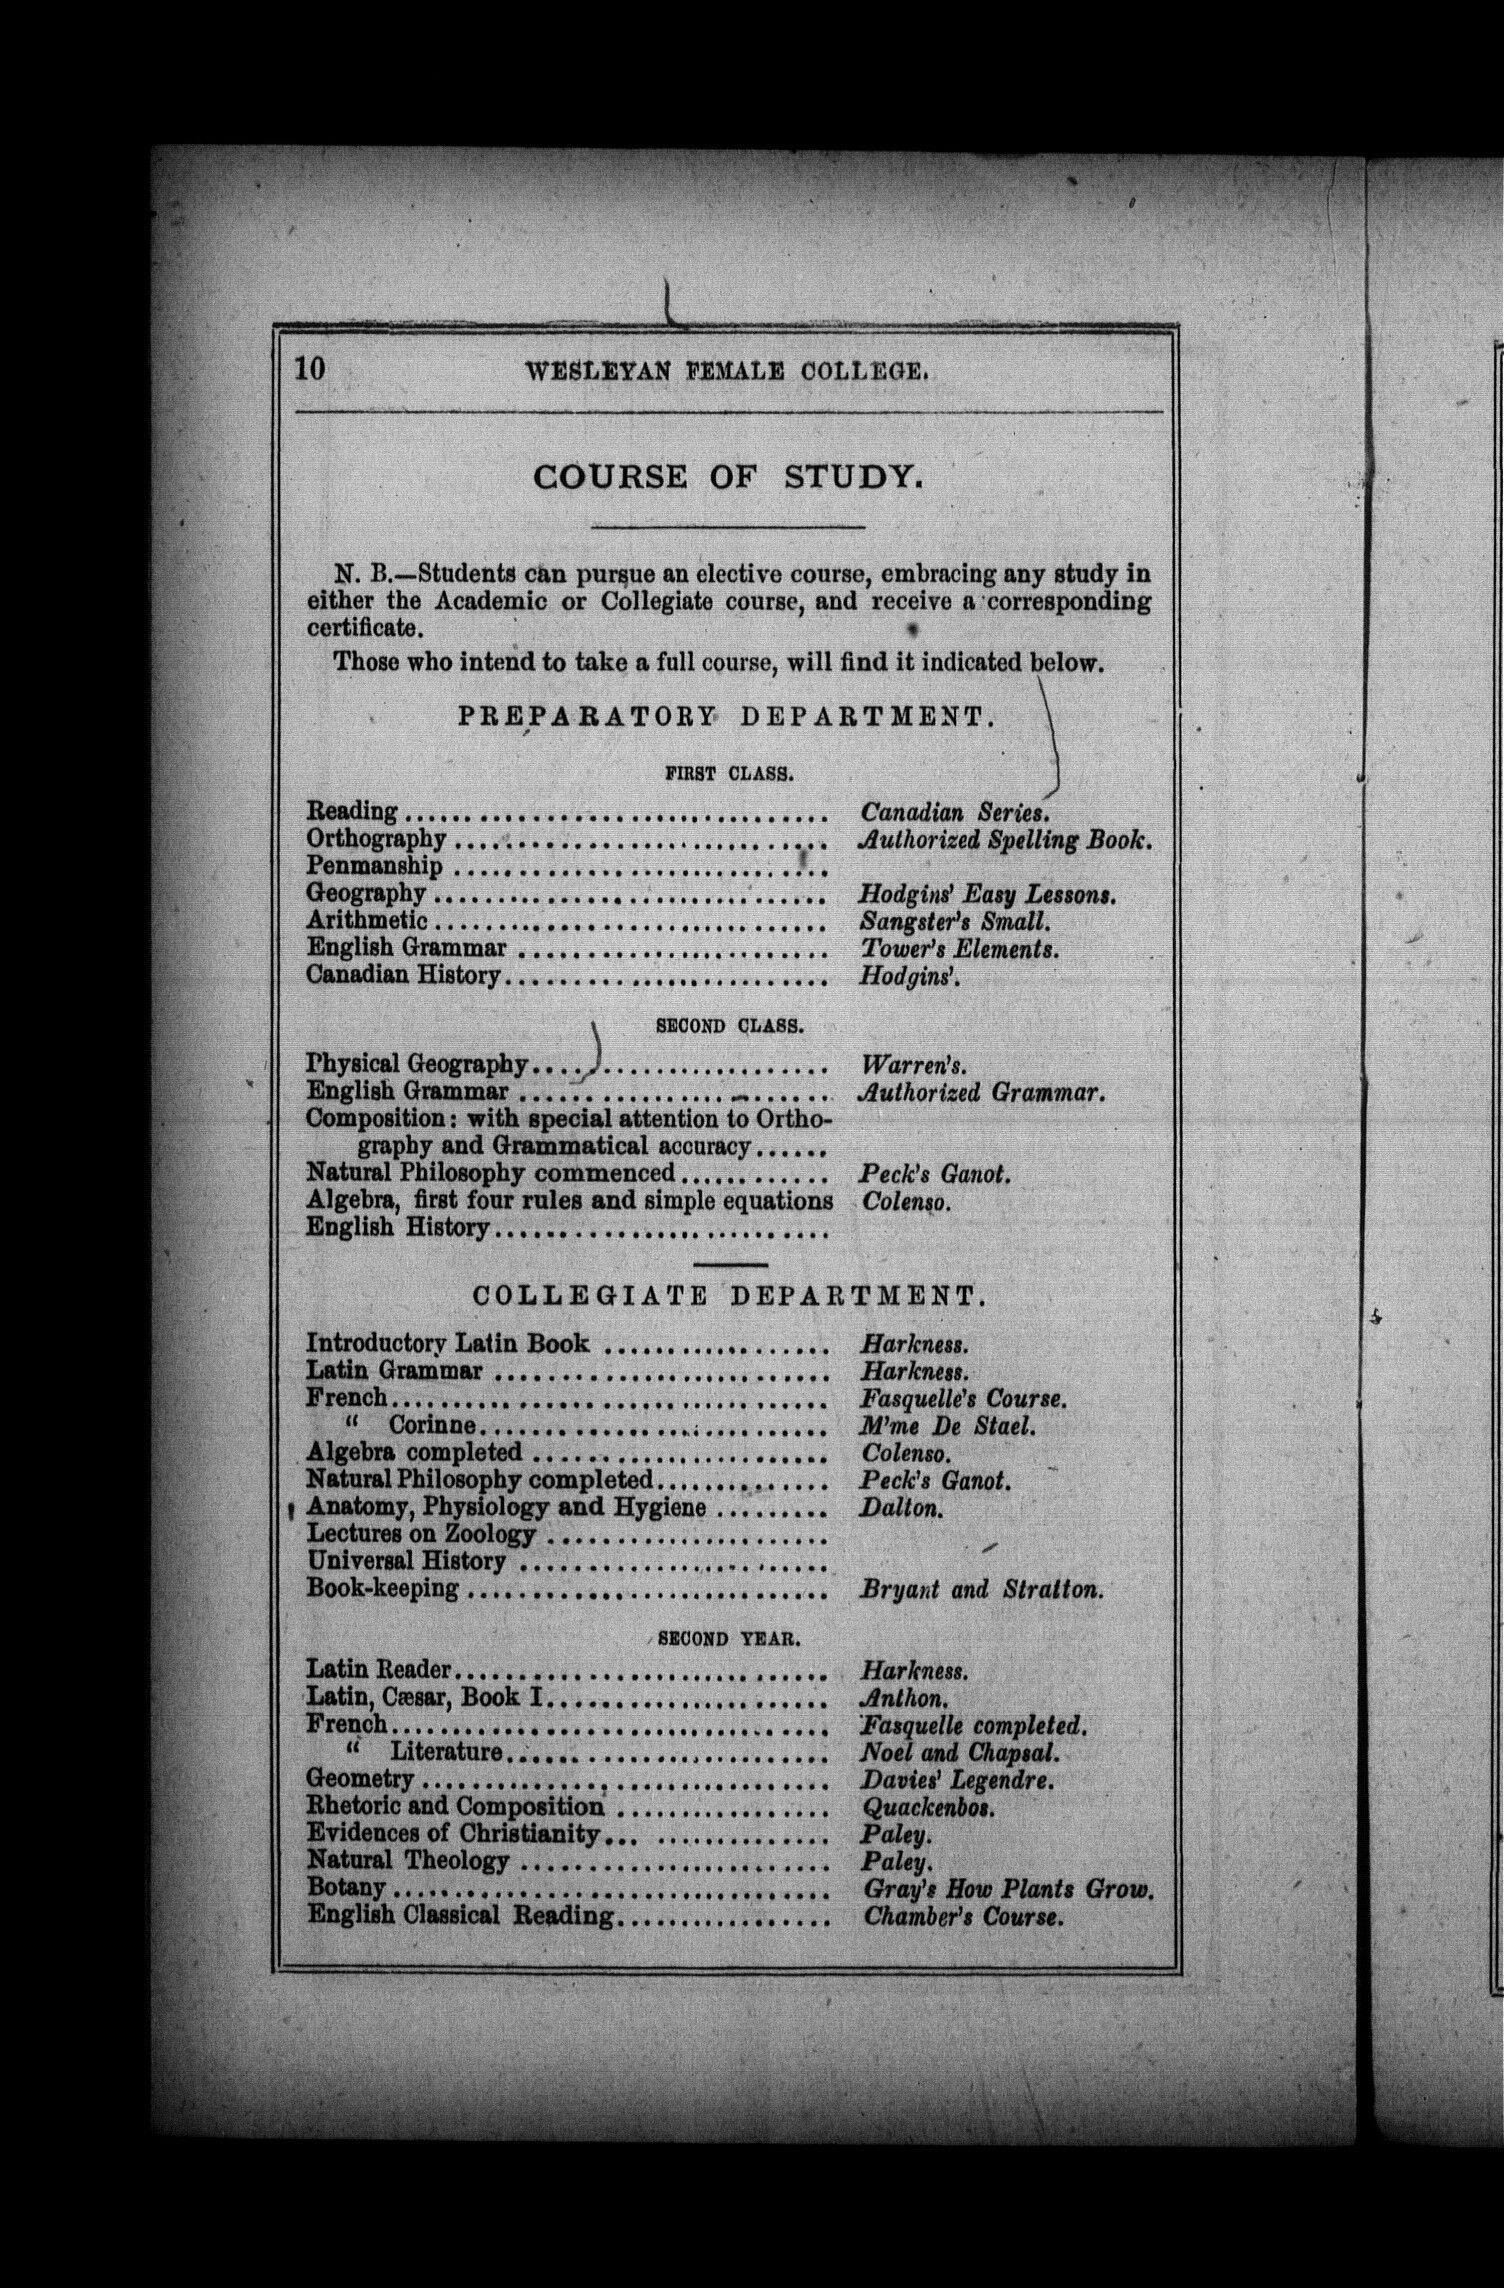 10 WESLEYAN FEMALE COLLEGE.
COURSE OF STUDY.
N. B.—Students can pursue an elective course, embracing any study in
either the Academic or Collegiate course, and receive a corresponding
certificate.
Those who intend to take a full course, will find it indicated below.
PREPARATORY DEPARTMENT.
FIRST CLASS.
Reading................................. Canadian Series.
Orthography............................. Authorized Spelling Book.
Penmanship.............................
Geography............................... Hodgins' Easy Lessons.
Arithmetic............................... Sangster's Small.
English Grammar........................ Tower's Elements.
Canadian History......................... Hodgins'.
SECOND CLASS.
Physical Geography....................... Warren's.
English Grammar........................ Authorized Grammar.
Composition: with special attention to Ortho-
graphy and Grammatical accuracy......
Natural Philosophy commenced............ Peck's Ganot.
Algebra, first four rules and simple equations Colenso.
English History..........................
COLLEGIATE DEPARTMENT.
Introductory Latin Book.................. Harkness.
Latin Grammar.......................... Harkness.
French.................................. Fasquelle's Course.
“ Corinne........................... M'me De Stael.
Algebra completed....................... Colenso.
Natural Philosophy completed.............. Peck's Ganot.
Anatomy, Physiology and Hygiene......... Dalton.
Lectures on Zoology......................
Universal History........................
Book-keeping............................ Bryant and Stratton.
SECOND YEAR.
Latin Reader............................. Harkness.
Latin, Cæsar, Book I...................... Anthon.
French.................................. Fasquelle completed.
“ Literature......................... Noel and Chapsal.
Geometry................................ Davies' Legendre.
Rhetoric and Composition................. Quackenbos.
Evidences of Christianity................. Paley.
Natural Theology........................ Paley.
Botany.................................. Gray's How Plants Grow.
English Classical Reading................. Chamber's Course.